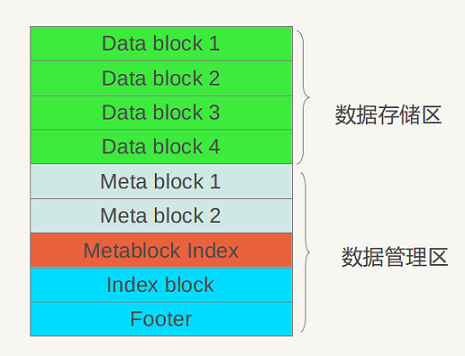 Data block 1
Data block 2
Data block 3
Data block 4
数据存储区
Meta block 1
Meta block 2
Metablock Index
Index block
Footer
数据管理区